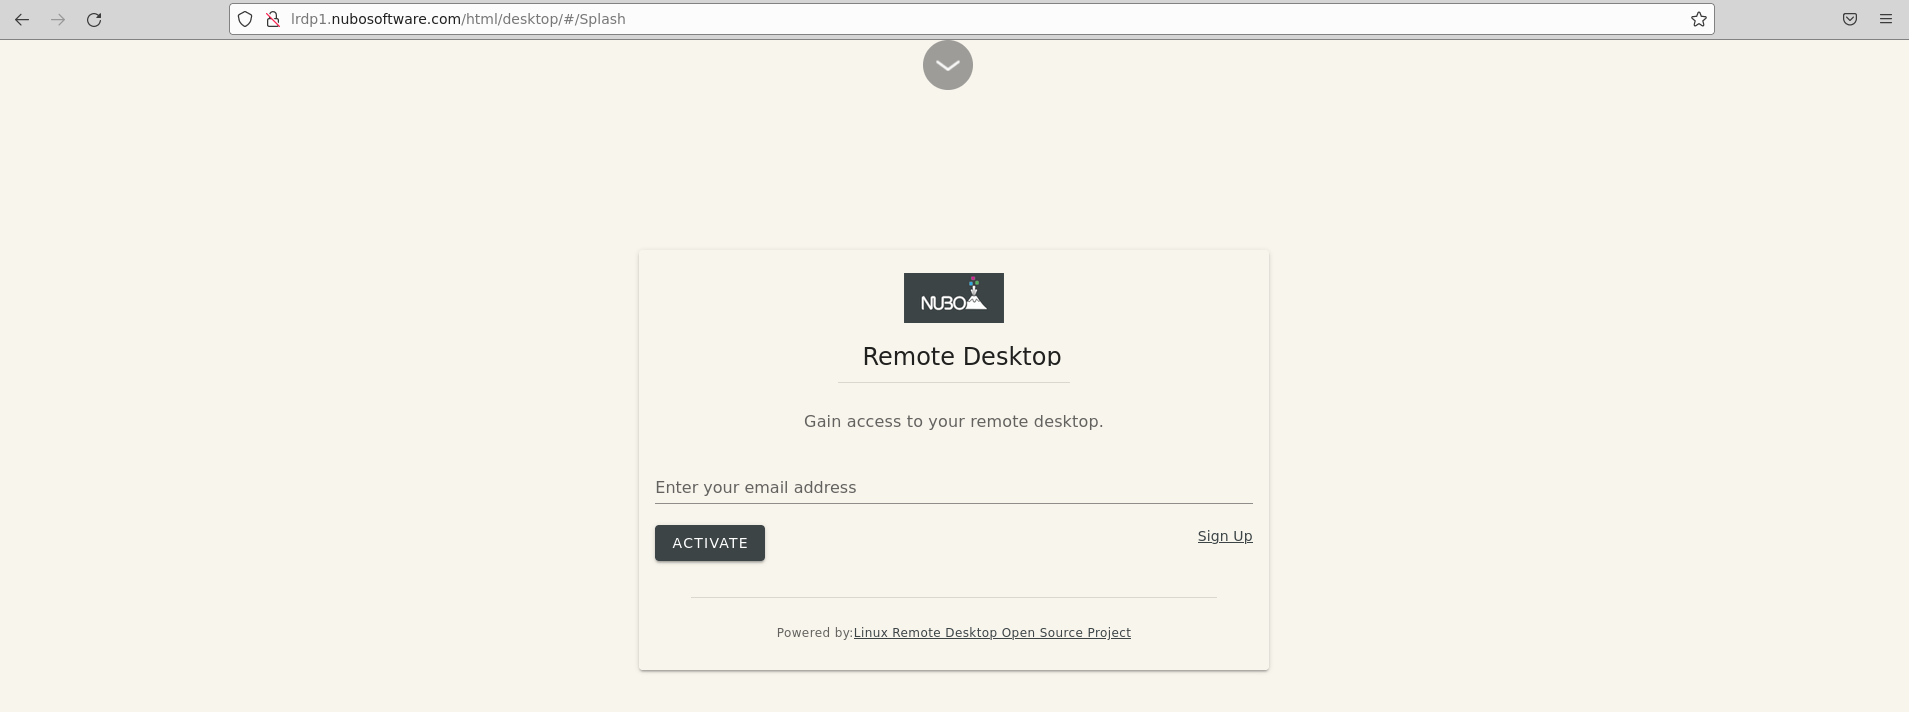 lrdp1.nubosoftware.com/html/desktop/#/Splash
NUBO
Remote Desktop
Gain access to your remote desktop.
Enter your email address
ACTIVATE
Sign Up
Powered by:Linux Remote Desktop Open Source Project